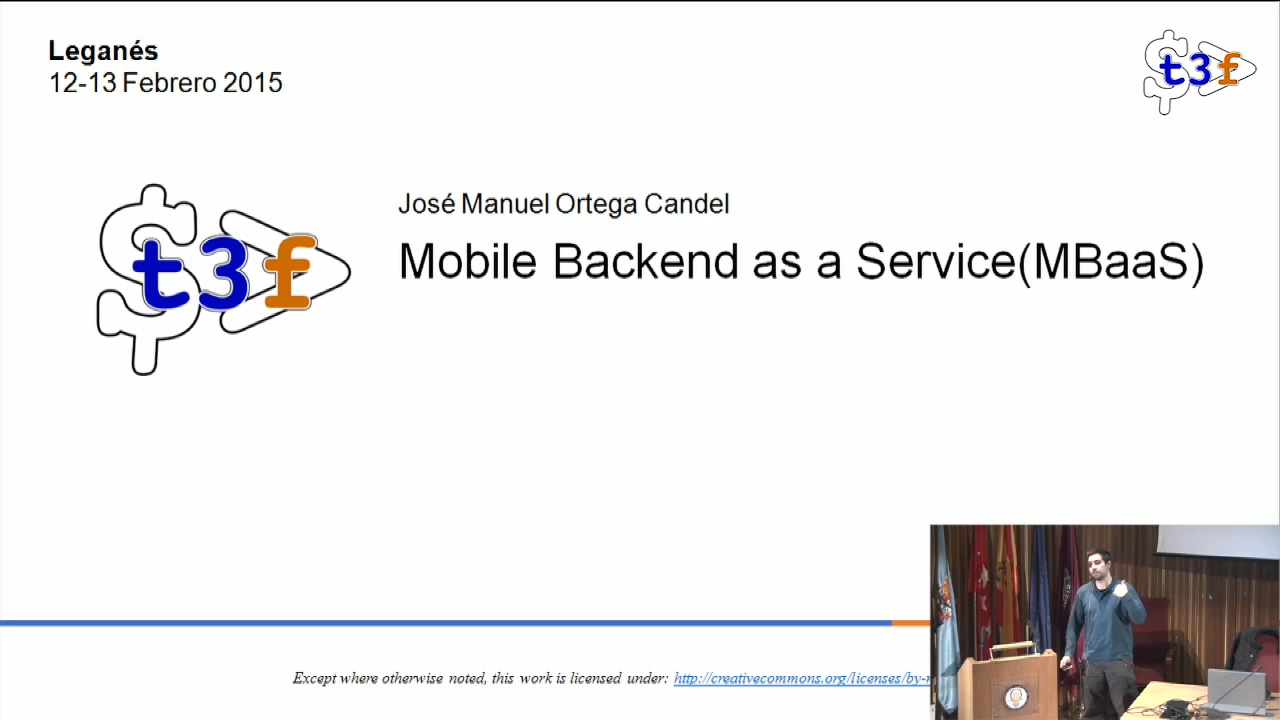 Leganés
12-13 Febrero 2015
t3f
José Manuel Ortega Candel
Mobile Backend as a Service(MBaaS)
t3f
Except where otherwise noted, this work is licensed under: http://creativecommons.org/licenses/by-